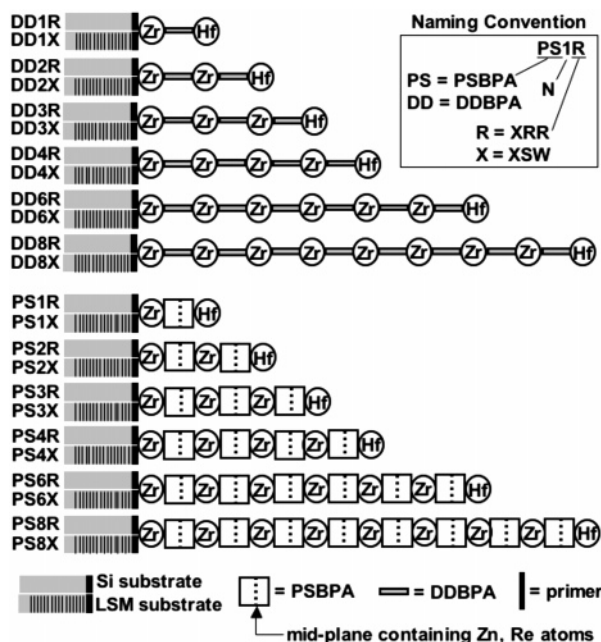 DD1R
DD1X
Zr Hf
DD2R
DD2X
Zr Zr Hf
DD3R
DD3X
Zr Zr Zr Hf
DD4R
DD4X
Zr Zr Zr Zr Hf
DD6R
DD6X
Zr Zr Zr Zr Zr Zr Hf
DD8R
DD8X
Zr Zr Zr Zr Zr Zr Zr Zr Hf
Naming Convention
PS1R
PS = PSBPA
DD = DDBPA
N
R = XRR
X = XSW
PS1R
PS1X
Zr Hf
PS2R
PS2X
Zr Zr Hf
PS3R
PS3X
Zr Zr Zr Hf
PS4R
PS4X
Zr Zr Zr Zr Hf
PS6R
PS6X
Zr Zr Zr Zr Zr Zr Hf
PS8R
PS8X
Zr Zr Zr Zr Zr Zr Zr Zr Hf
Si substrate
LSM substrate
= PSBPA
= DDBPA
= primer
mid-plane containing Zn, Re atoms